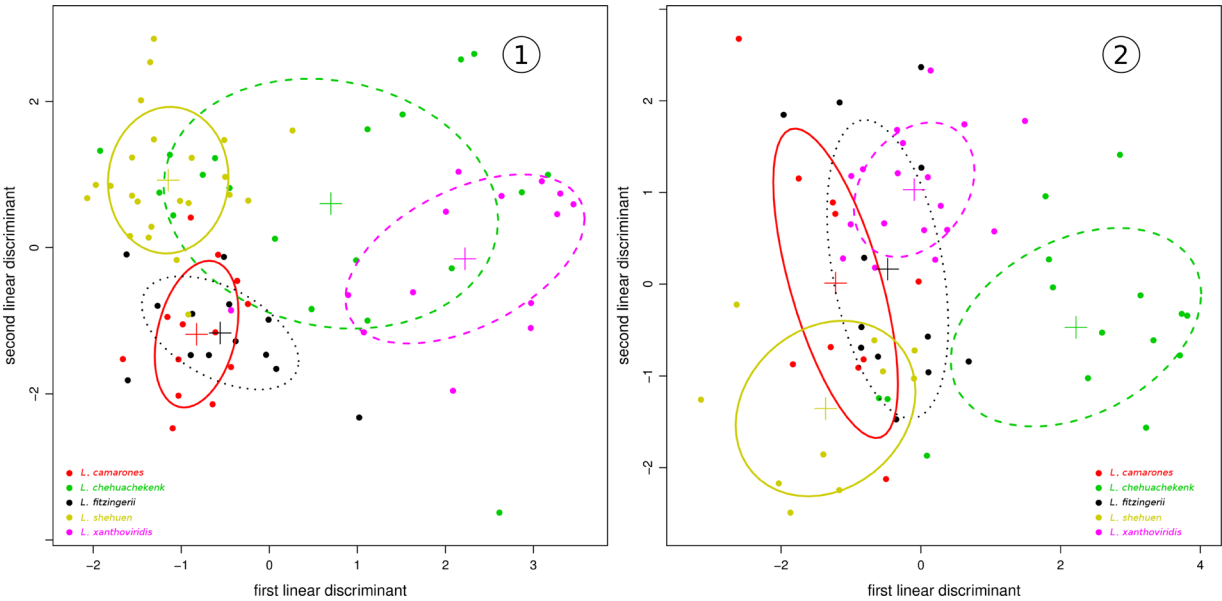 1
second linear discriminant
2
0
−2
L. camarones
L. chehuachekenk
L. fitzingerii
L. shehuen
L. xanthoviridis
−2 −1 0 1 2 3
first linear discriminant
2
second linear discriminant
2
1
0
−1
−2
L. camarones
L. chehuachekenk
L. fitzingerii
L. shehuen
L. xanthoviridis
−2 0 2 4
first linear discriminant